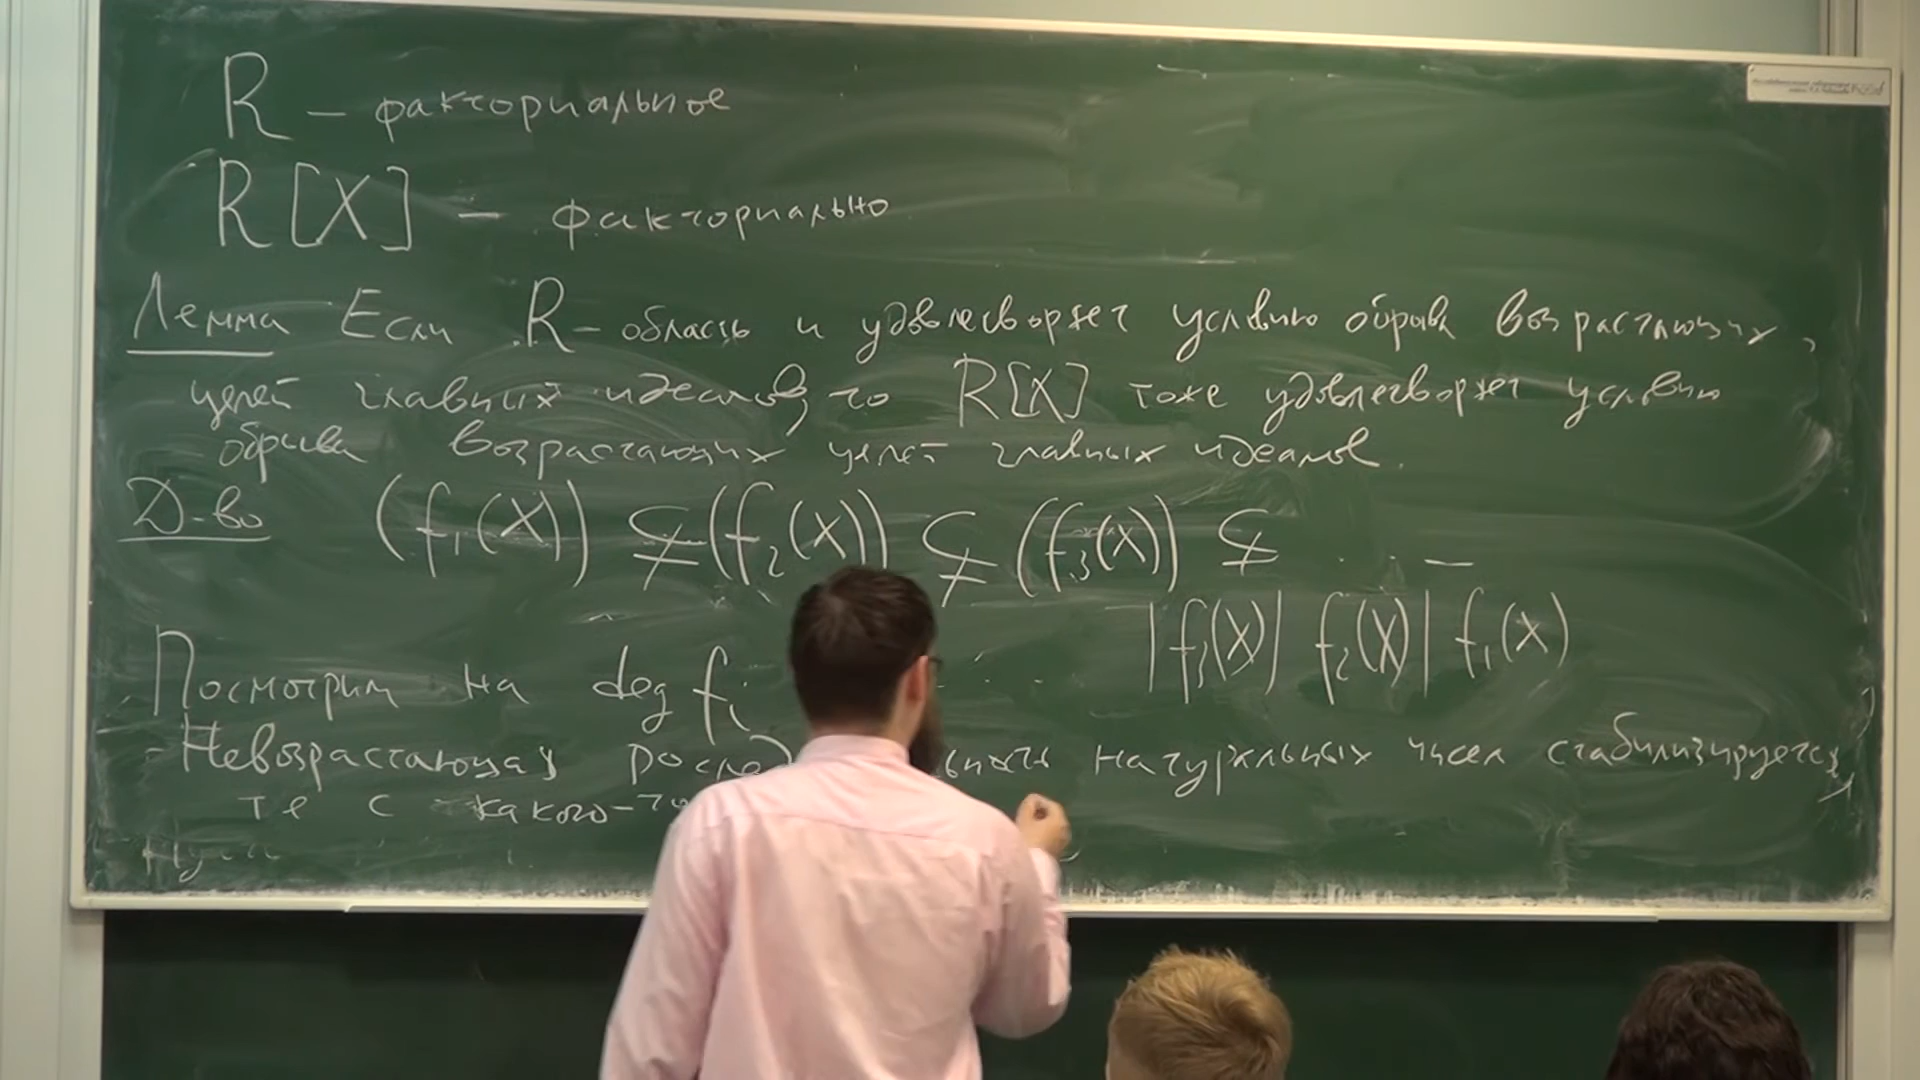 R – факториальное
R[X] – факториально
Лемма Если R – область и удовлетворяет условию обрыва возрастающих
цепей главных идеалов, то R[X] тоже удовлетворяет условию
обрыва возрастающих цепей главных идеалов.
Д-во (f₁(X)) ⊊ (f₂(X)) ⊊ (f₃(X)) ⊊ ...
| f₃(X) | f₂(X) | f₁(X)
Посмотрим на deg fᵢ
Невозрастающая натуральных чисел стабилизируется,
те с какого-то